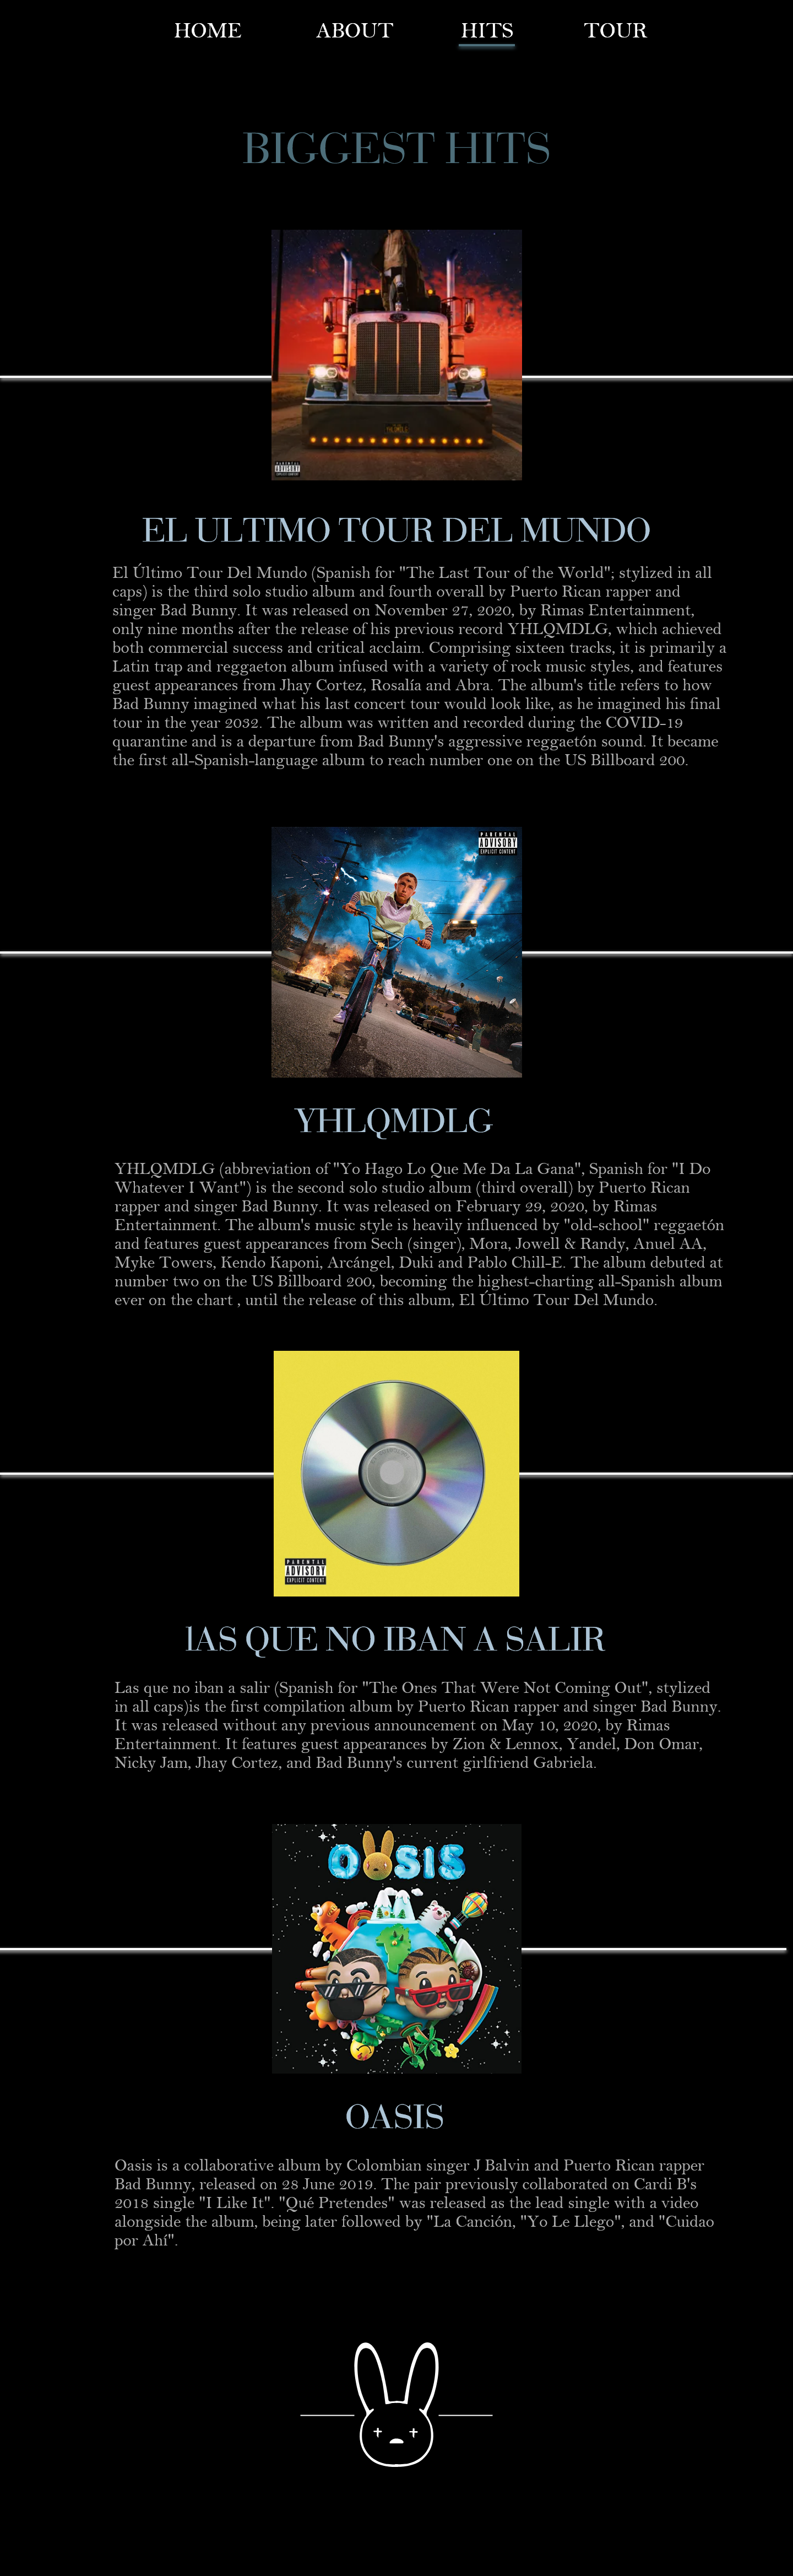 HOME ABOUT HITS TOUR
BIGGEST HITS
PARENTAL
ADVISORY
EXPLICIT CONTENT
EL ULTIMO TOUR DEL MUNDO
El Último Tour Del Mundo (Spanish for "The Last Tour of the World"; stylized in all
caps) is the third solo studio album and fourth overall by Puerto Rican rapper and
singer Bad Bunny. It was released on November 27, 2020, by Rimas Entertainment,
only nine months after the release of his previous record YHLQMDLG, which achieved
both commercial success and critical acclaim. Comprising sixteen tracks, it is primarily a
Latin trap and reggaeton album infused with a variety of rock music styles, and features
guest appearances from Jhay Cortez, Rosalía and Abra. The album's title refers to how
Bad Bunny imagined what his last concert tour would look like, as he imagined his final
tour in the year 2032. The album was written and recorded during the COVID-19
quarantine and is a departure from Bad Bunny's aggressive reggaetón sound. It became
the first all-Spanish-language album to reach number one on the US Billboard 200.
PARENTAL
ADVISORY
EXPLICIT CONTENT
YHLQMDLG
YHLQMDLG (abbreviation of "Yo Hago Lo Que Me Da La Gana", Spanish for "I Do
Whatever I Want") is the second solo studio album (third overall) by Puerto Rican
rapper and singer Bad Bunny. It was released on February 29, 2020, by Rimas
Entertainment. The album's music style is heavily influenced by "old-school" reggaetón
and features guest appearances from Sech (singer), Mora, Jowell & Randy, Anuel AA,
Myke Towers, Kendo Kaponi, Arcángel, Duki and Pablo Chill-E. The album debuted at
number two on the US Billboard 200, becoming the highest-charting all-Spanish album
ever on the chart , until the release of this album, El Último Tour Del Mundo.
PARENTAL
ADVISORY
EXPLICIT CONTENT
lAS QUE NO IBAN A SALIR
Las que no iban a salir (Spanish for "The Ones That Were Not Coming Out", stylized
in all caps)is the first compilation album by Puerto Rican rapper and singer Bad Bunny.
It was released without any previous announcement on May 10, 2020, by Rimas
Entertainment. It features guest appearances by Zion & Lennox, Yandel, Don Omar,
Nicky Jam, Jhay Cortez, and Bad Bunny's current girlfriend Gabriela.
OASIS
OASIS
Oasis is a collaborative album by Colombian singer J Balvin and Puerto Rican rapper
Bad Bunny, released on 28 June 2019. The pair previously collaborated on Cardi B's
2018 single "I Like It". "Qué Pretendes" was released as the lead single with a video
alongside the album, being later followed by "La Canción, "Yo Le Llego", and "Cuidao
por Ahí".